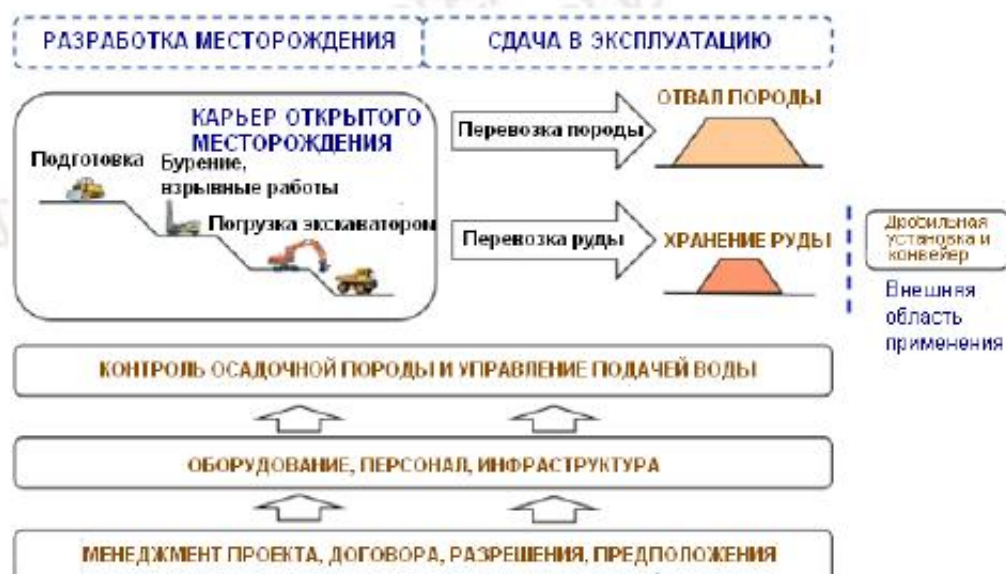 РАЗРАБОТКА МЕСТОРОЖДЕНИЯ
СДАЧА В ЭКСПЛУАТАЦИЮ
КАРЬЕР ОТКРЫТОГО
МЕСТОРОЖДЕНИЯ
Подготовка
Бурение,
взрывные работы
Погрузка экскаватором
Перевозка породы
ОТВАЛ ПОРОДЫ
Перевозка руды
ХРАНЕНИЕ РУДЫ
Дробильная
установка и
конвейер
Внешняя
область
применения
КОНТРОЛЬ ОСАДОЧНОЙ ПОРОДЫ И УПРАВЛЕНИЕ ПОДАЧЕЙ ВОДЫ
ОБОРУДОВАНИЕ, ПЕРСОНАЛ, ИНФРАСТРУКТУРА
МЕНЕДЖМЕНТ ПРОЕКТА, ДОГОВОРА, РАЗРЕШЕНИЯ, ПРЕДПОЛОЖЕНИЯ